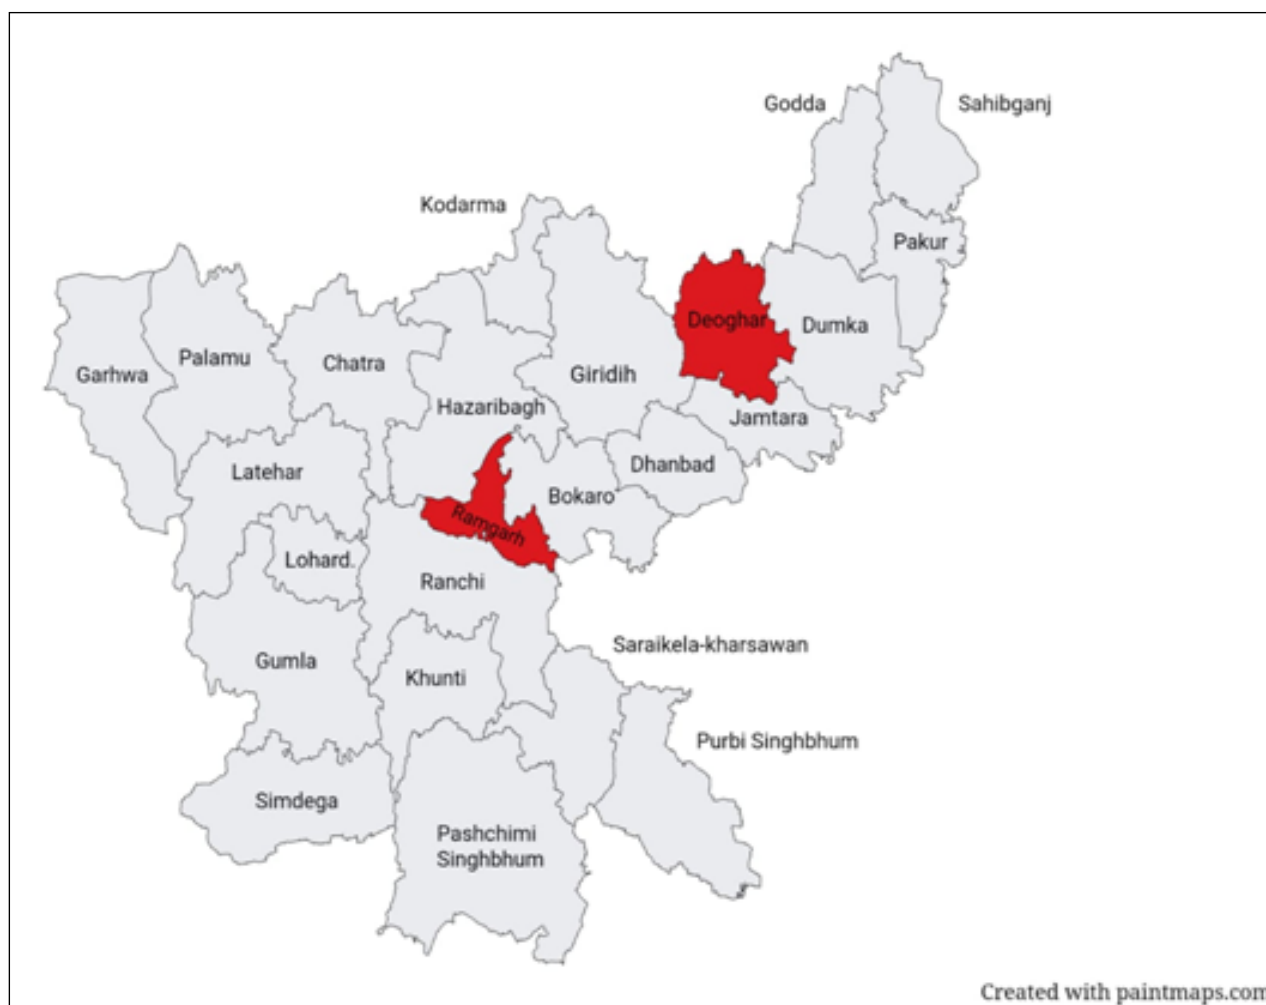 Godda
Sahibganj
Kodarma
Pakur
Deoghar
Dumka
Palamu
Chatra
Garhwa
Giridih
Hazaribagh
Jamtara
Latehar
Dhanbad
Bokaro
Ramgarh
Lohard.
Ranchi
Saraikela-kharsawan
Gumla
Khunti
Purbi Singhbhum
Simdega
Pashchimi
Singhbhum
Created with paintmaps.com